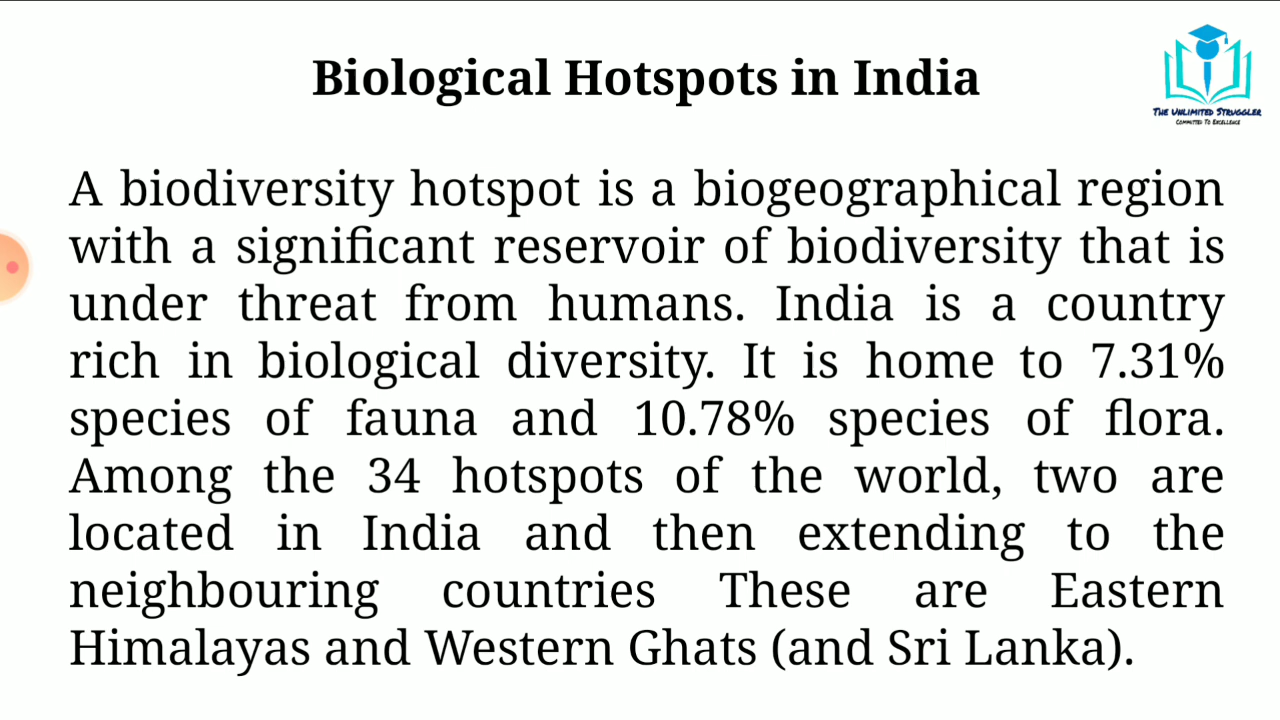 Biological Hotspots in India
THE UNLIMITED STRUGGLER
COMMITTED TO EXCELLENCE
A biodiversity hotspot is a biogeographical region
with a significant reservoir of biodiversity that is
under threat from humans. India is a country
rich in biological diversity. It is home to 7.31%
species of fauna and 10.78% species of flora.
Among the 34 hotspots of the world, two are
located in India and then extending to the
neighbouring countries These are Eastern
Himalayas and Western Ghats (and Sri Lanka).